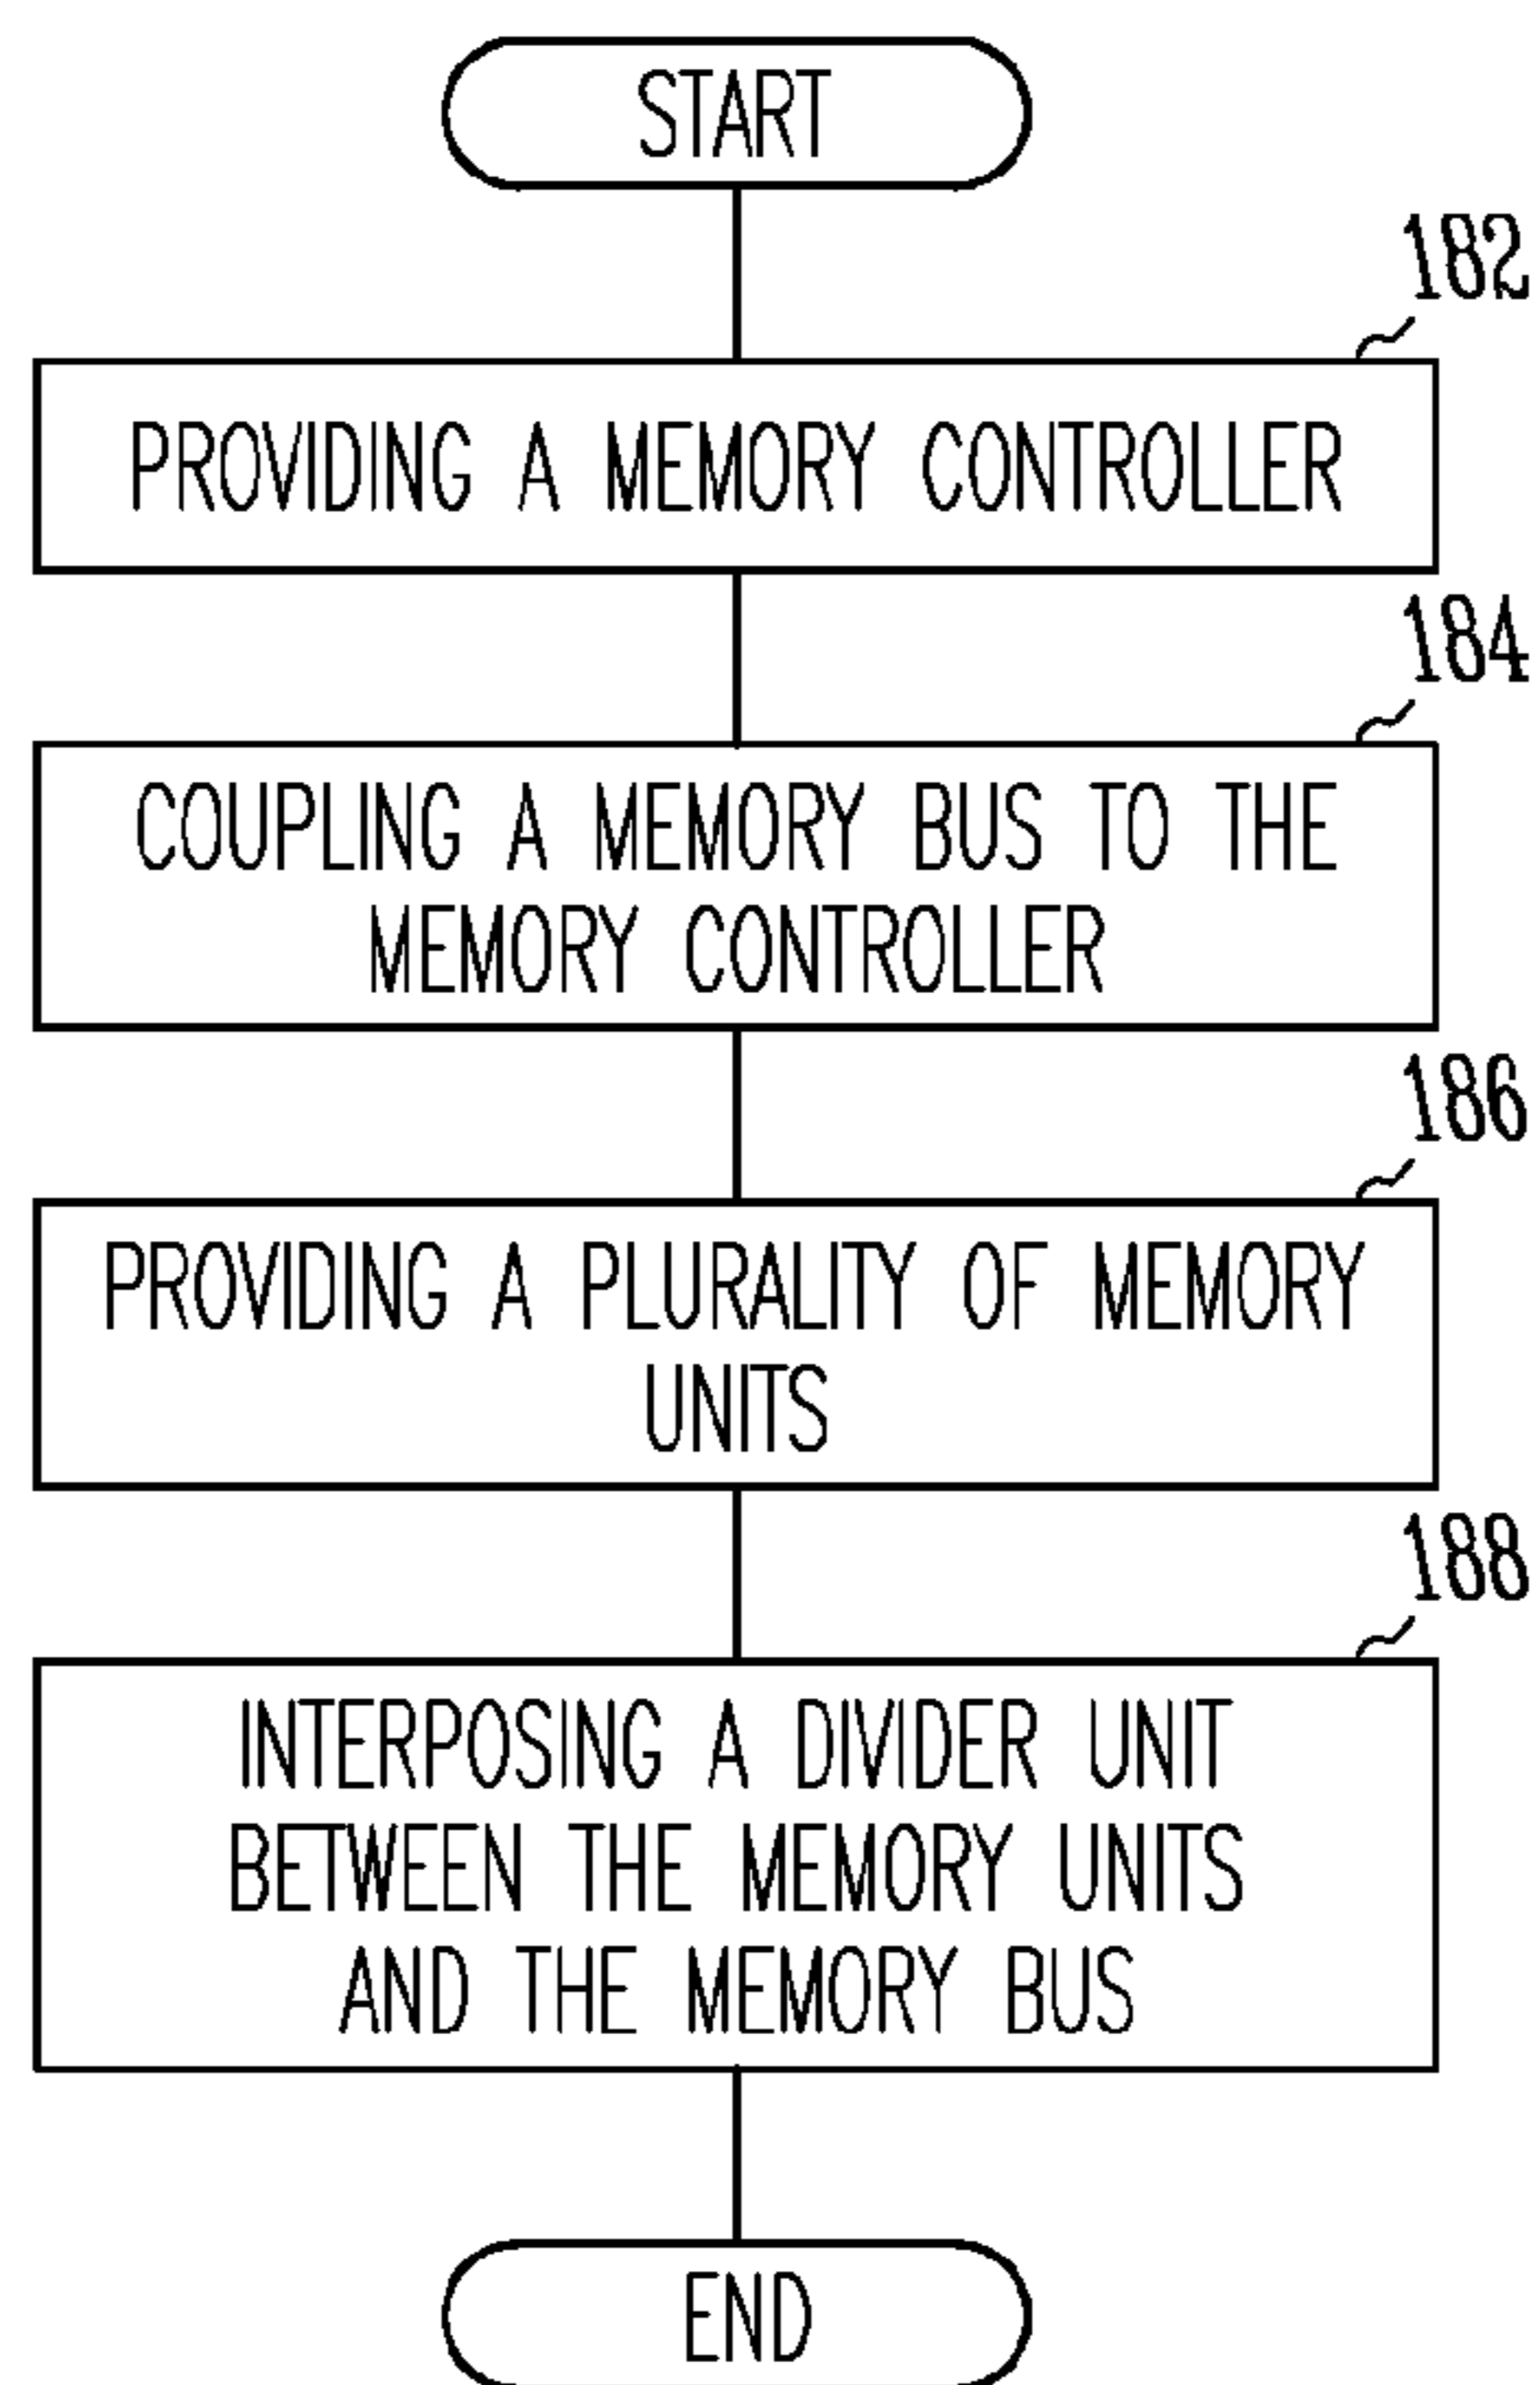 START
182
PROVIDING A MEMORY CONTROLLER
184
COUPLING A MEMORY BUS TO THE
MEMORY CONTROLLER
186
PROVIDING A PLURALITY OF MEMORY
UNITS
188
INTERPOSING A DIVIDER UNIT
BETWEEN THE MEMORY UNITS
AND THE MEMORY BUS
END